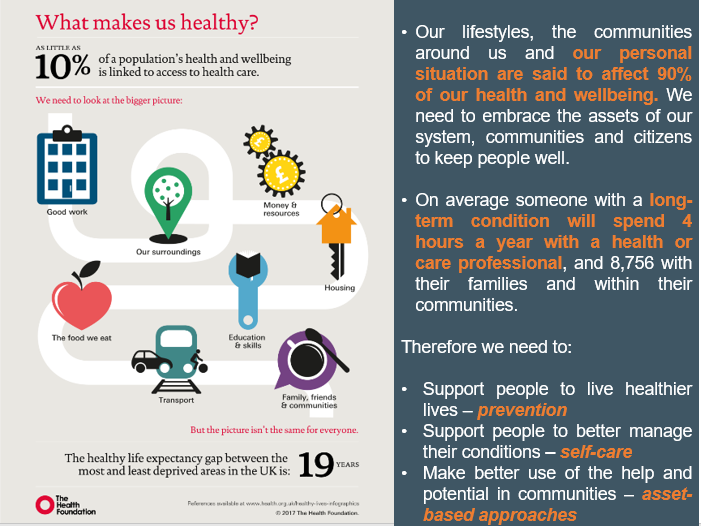 What makes us healthy?
AS LITTLE AS
10% of a population's health and wellbeing
is linked to access to health care.
We need to look at the bigger picture:
Good work
Our surroundings
Money &
resources
Housing
The food we eat
Education
& skills
Transport
Family, friends
& communities
But the picture isn't the same for everyone.
The healthy life expectancy gap between the
most and least deprived areas in the UK is: 19 YEARS
The
Health
Foundation
References available at www.health.org.uk/healthy-lives-infographics
© 2017 The Health Foundation.
• Our lifestyles, the communities
around us and our personal
situation are said to affect 90%
of our health and wellbeing. We
need to embrace the assets of our
system, communities and citizens
to keep people well.
• On average someone with a long-
term condition will spend 4
hours a year with a health or
care professional, and 8,756 with
their families and within their
communities.
Therefore we need to:
• Support people to live healthier
lives – prevention
• Support people to better manage
their conditions – self-care
• Make better use of the help and
potential in communities – asset-
based approaches